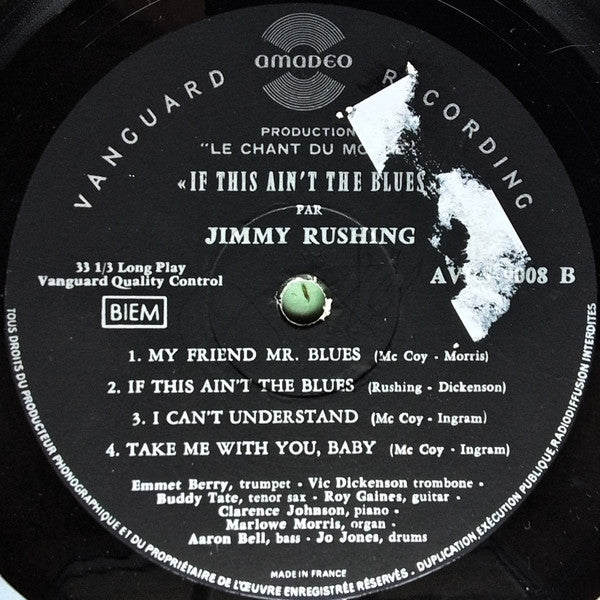 amadeo
VANGUARD RECORDING
PRODUCTION
"LE CHANT DU
« IF THIS AIN'T THE BLUES
PAR
JIMMY RUSHING
33 1/3 Long Play
Vanguard Quality Control
B
BIEM
1. MY FRIEND MR. BLUES (Mc Coy - Morris)
2. IF THIS AIN'T THE BLUES (Rushing - Dickenson)
3. I CAN'T UNDERSTAND (Mc Coy - Ingram)
4. TAKE ME WITH YOU, BABY (Mc Coy - Ingram)
Emmet Berry, trumpet - Vic Dickenson trombone -
Buddy Tate, tenor sax - Roy Gaines, guitar -
Clarence Johnson, piano -
Marlowe Morris, organ -
Aaron Bell, bass - Jo Jones, drums
MADE IN FRANCE
TOUS DROITS DU PRODUCTEUR PHONOGRAPHIQUE ET DU PROPRIÉTAIRE DE L'ŒUVRE ENREGISTRÉE RÉSERVÉS. DUPLICATION, EXÉCUTION PUBLIQUE, RADIODIFFUSION INTERDITES